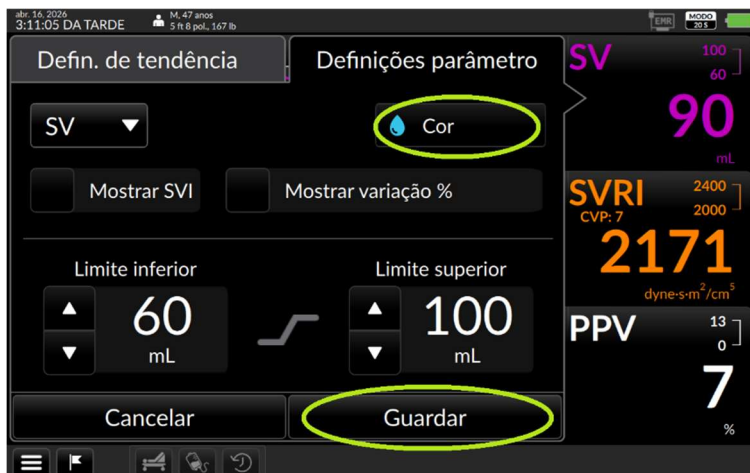 abr. 16, 2026
3:11:05 DA TARDE
M, 47 anos
5 ft 8 pol., 167 lb
EMR
MODO
20 S
Defin. de tendência
Definições parâmetro
SV
Cor
Mostrar SVI
Mostrar variação %
Limite inferior
Limite superior
60
100
mL
mL
Cancelar
Guardar
SV
100
60
90
mL
SVRI
CVP: 7
2400
2000
2171
dyne·s·m²/cm⁵
PPV
13
0
7
%